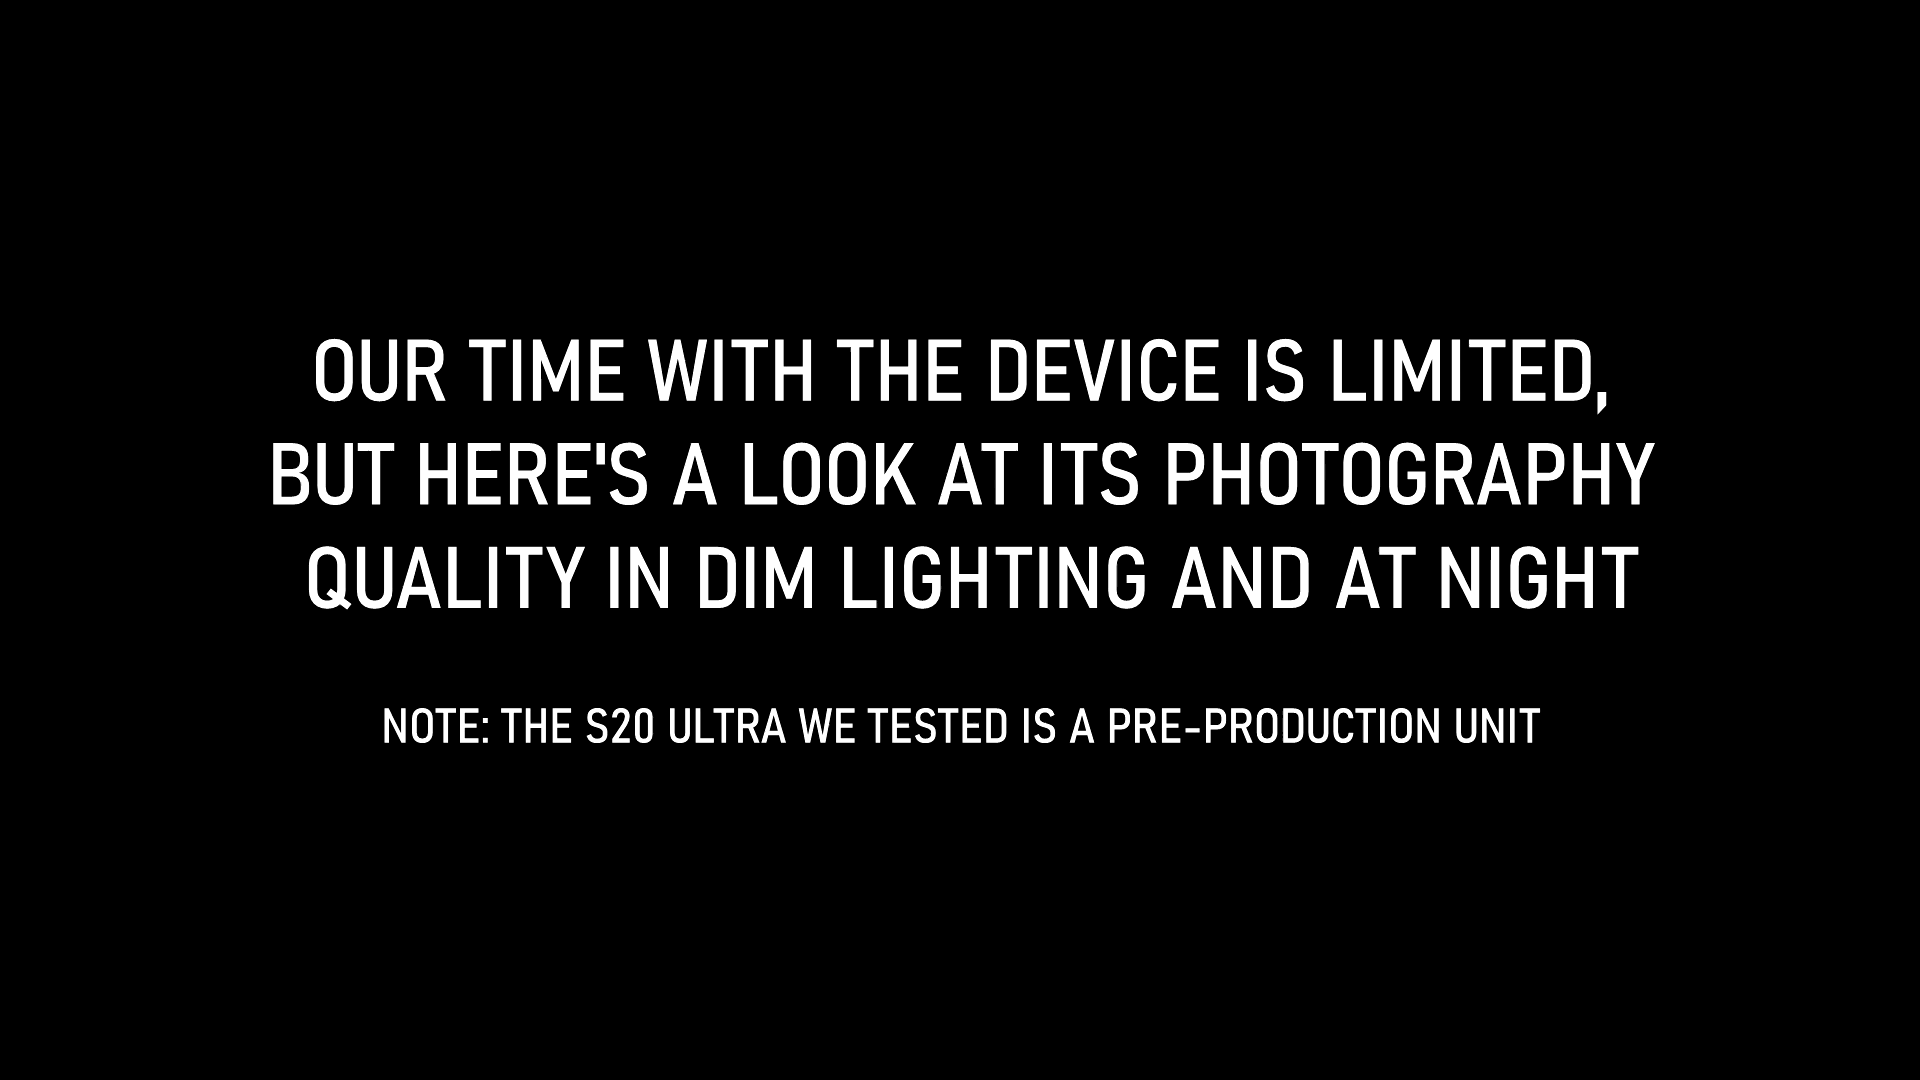 OUR TIME WITH THE DEVICE IS LIMITED,
BUT HERE'S A LOOK AT ITS PHOTOGRAPHY
QUALITY IN DIM LIGHTING AND AT NIGHT
NOTE: THE S20 ULTRA WE TESTED IS A PRE-PRODUCTION UNIT